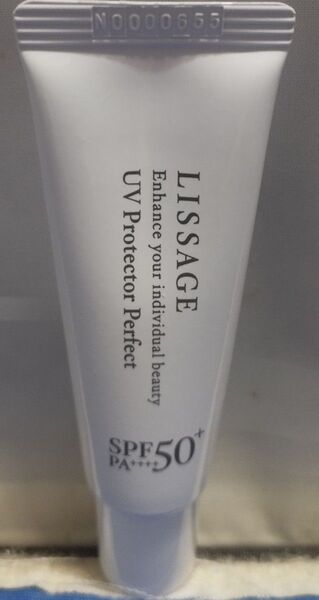 N0000655
LISSAGE
Enhance your individual beauty
UV Protector Perfect
SPF50+
PA++++